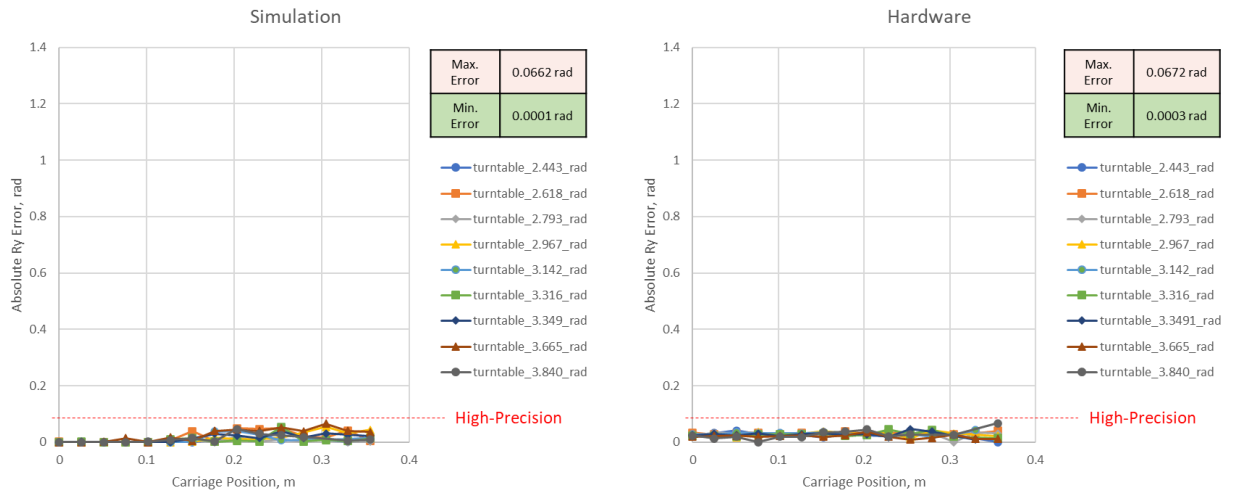 Simulation
1.4
1.2
1
0.8
0.6
0.4
0.2
0
0
0.1
0.2
0.3
0.4
Absolute Ry Error, rad
Carriage Position, m
Max. Error
0.0662 rad
Min. Error
0.0001 rad
turntable_2.443_rad
turntable_2.618_rad
turntable_2.793_rad
turntable_2.967_rad
turntable_3.142_rad
turntable_3.316_rad
turntable_3.349_rad
turntable_3.665_rad
turntable_3.840_rad
High-Precision
Hardware
1.4
1.2
1
0.8
0.6
0.4
0.2
0
0
0.1
0.2
0.3
0.4
Absolute Ry Error, rad
Carriage Position, m
Max. Error
0.0672 rad
Min. Error
0.0003 rad
turntable_2.443_rad
turntable_2.618_rad
turntable_2.793_rad
turntable_2.967_rad
turntable_3.142_rad
turntable_3.316_rad
turntable_3.3491_rad
turntable_3.665_rad
turntable_3.840_rad
High-Precision